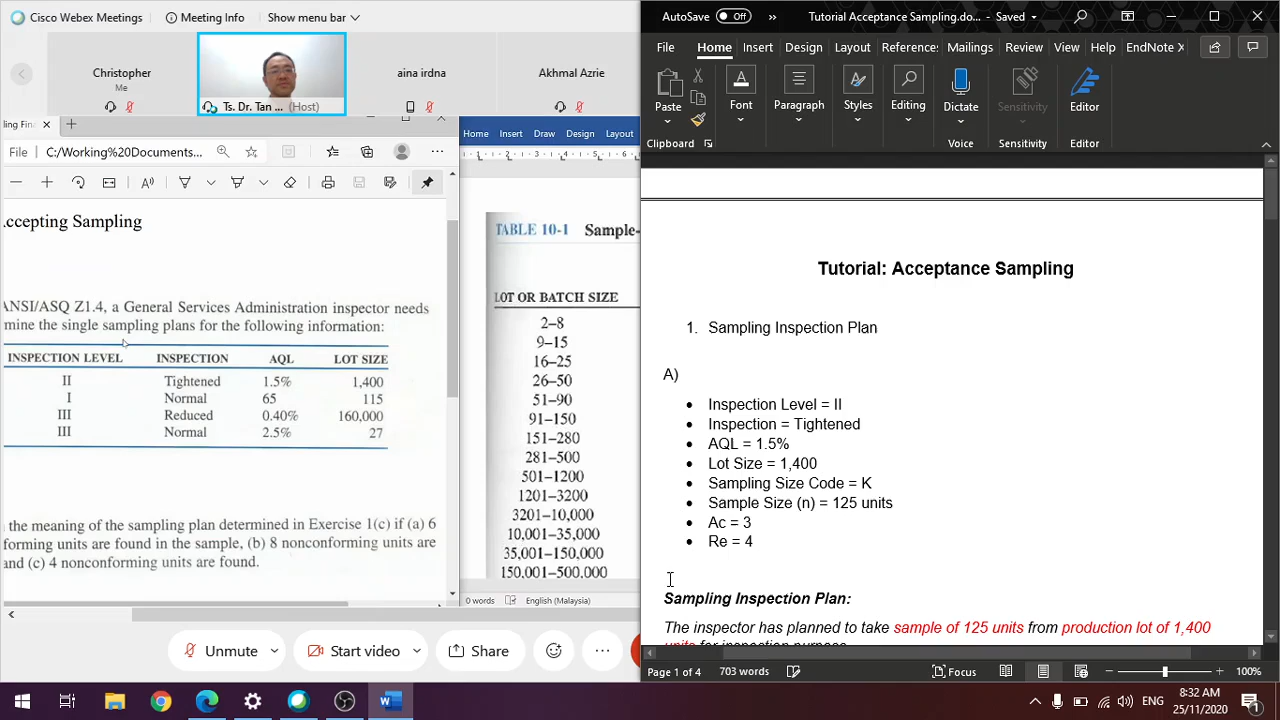 Cisco Webex Meetings
Meeting Info
Show menu bar
Christopher
Me
Ts. Dr. Tan ... (Host)
aina irdna
Akhmal Azrie
ling Fina
File
C:/Working%20Documents...
ccepting Sampling
ANSI/ASQ Z1.4, a General Services Administration inspector needs
mine the single sampling plans for the following information:
INSPECTION LEVEL INSPECTION AQL LOT SIZE
II Tightened 1.5% 1,400
I Normal 65 115
III Reduced 0.40% 160,000
III Normal 2.5% 27
the meaning of the sampling plan determined in Exercise 1(c) if (a) 6
forming units are found in the sample, (b) 8 nonconforming units are
and (c) 4 nonconforming units are found.
Home Insert Draw Design Layout
TABLE 10-1 Sample-
LOT OR BATCH SIZE
2–8
9–15
16–25
26–50
51–90
91–150
151–280
281–500
501–1200
1201–3200
3201–10,000
10,001–35,000
35,001–150,000
150,001–500,000
0 words English (Malaysia)
Unmute
Start video
Share
AutoSave Off
Tutorial Acceptance Sampling.do... - Saved
File Home Insert Design Layout References Mailings Review View Help EndNote X
Paste
Font
Paragraph
Styles
Editing
Dictate
Sensitivity
Editor
Clipboard
Voice
Sensitivity
Editor
Tutorial: Acceptance Sampling
1. Sampling Inspection Plan
A)
• Inspection Level = II
• Inspection = Tightened
• AQL = 1.5%
• Lot Size = 1,400
• Sampling Size Code = K
• Sample Size (n) = 125 units
• Ac = 3
• Re = 4
Sampling Inspection Plan:
The inspector has planned to take sample of 125 units from production lot of 1,400
units for inspection purpose
Page 1 of 4
703 words
Focus
100%
ENG
8:32 AM
25/11/2020
1